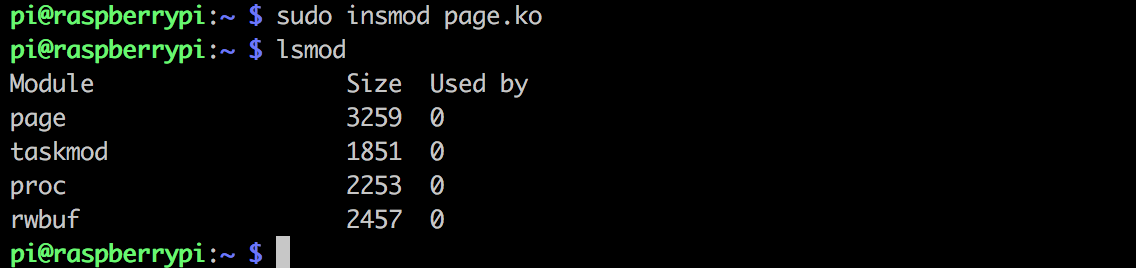 pi@raspberrypi:~ $ sudo insmod page.ko
pi@raspberrypi:~ $ lsmod
Module                  Size  Used by
page                    3259  0
taskmod                 1851  0
proc                    2253  0
rwbuf                   2457  0
pi@raspberrypi:~ $